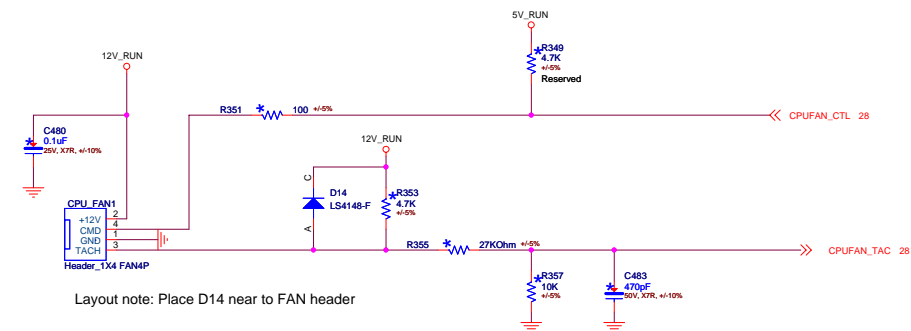 5V_RUN
*R349
4.7K
+/-5%
Reserved
12V_RUN
R351 * 100 +/-5%
CPUFAN_CTL 28
*
C480
0.1uF
25V, X7R, +/-10%
12V_RUN
C
D14
LS4148-F
A
*R353
4.7K
+/-5%
CPU_FAN1
+12V 2
CMD 4
GND 1
TACH 3
Header_1X4 FAN4P
R355 * 27KOhm +/-5%
CPUFAN_TAC 28
*R357
10K
+/-5%
*
C483
470pF
50V, X7R, +/-10%
Layout note: Place D14 near to FAN header